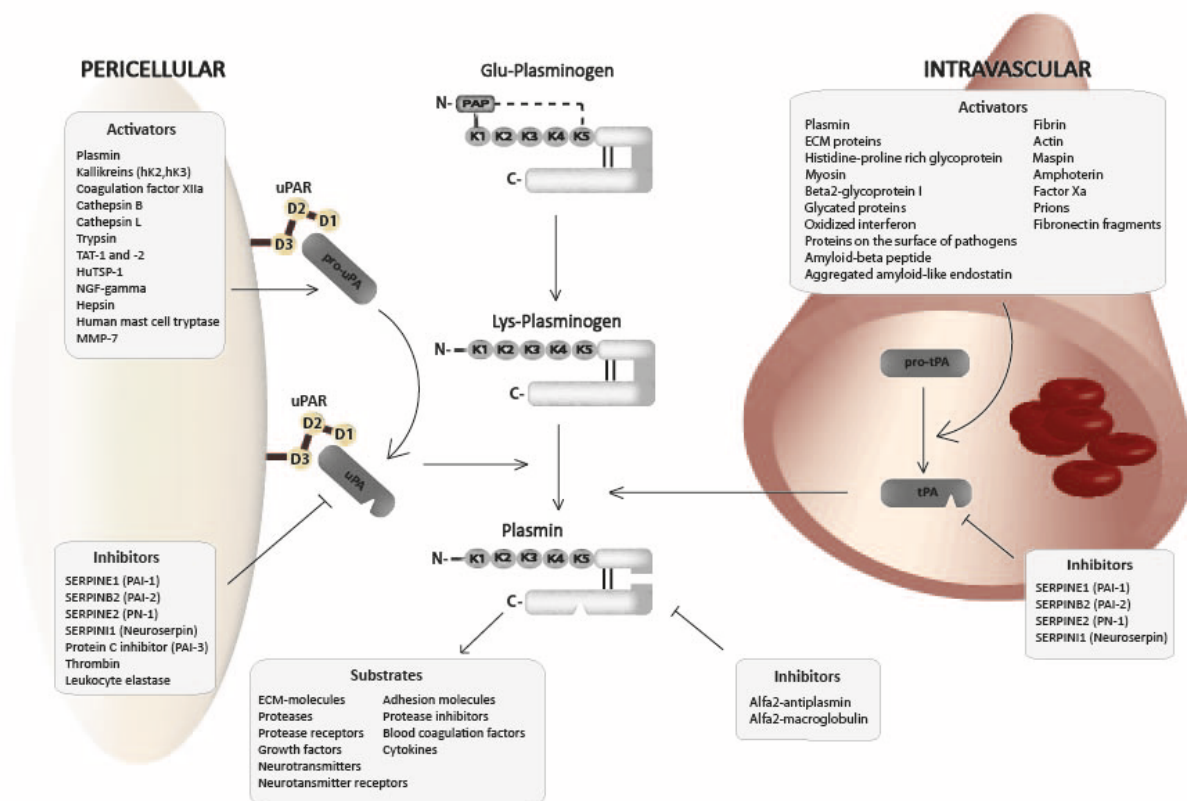 PERICELLULAR
Activators
Plasmin
Kallikreins (hK2,hK3)
Coagulation factor XIIa
Cathepsin B
Cathepsin L
Trypsin
TAT-1 and -2
HuTSP-1
NGF-gamma
Hepsin
Human mast cell tryptase
MMP-7
uPAR
D2
D1
D3
pro-uPA
uPAR
D2
D1
D3
uPA
Inhibitors
SERPINE1 (PAI-1)
SERPINB2 (PAI-2)
SERPINE2 (PN-1)
SERPINI1 (Neuroserpin)
Protein C inhibitor (PAI-3)
Thrombin
Leukocyte elastase
Glu-Plasminogen
N- PAP
K1 K2 K3 K4 K5
C-
Lys-Plasminogen
N- K1 K2 K3 K4 K5
C-
Plasmin
N- K1 K2 K3 K4 K5
C-
Substrates
ECM-molecules
Proteases
Protease receptors
Growth factors
Neurotransmitters
Neurotansmitter receptors
Adhesion molecules
Protease inhibitors
Blood coagulation factors
Cytokines
Inhibitors
Alfa2-antiplasmin
Alfa2-macroglobulin
INTRAVASCULAR
Activators
Plasmin
ECM proteins
Histidine-proline rich glycoprotein
Myosin
Beta2-glycoprotein I
Glycated proteins
Oxidized interferon
Proteins on the surface of pathogens
Amyloid-beta peptide
Aggregated amyloid-like endostatin
Fibrin
Actin
Maspin
Amphoterin
Factor Xa
Prions
Fibronectin fragments
pro-tPA
tPA
Inhibitors
SERPINE1 (PAI-1)
SERPINB2 (PAI-2)
SERPINE2 (PN-1)
SERPINI1 (Neuroserpin)